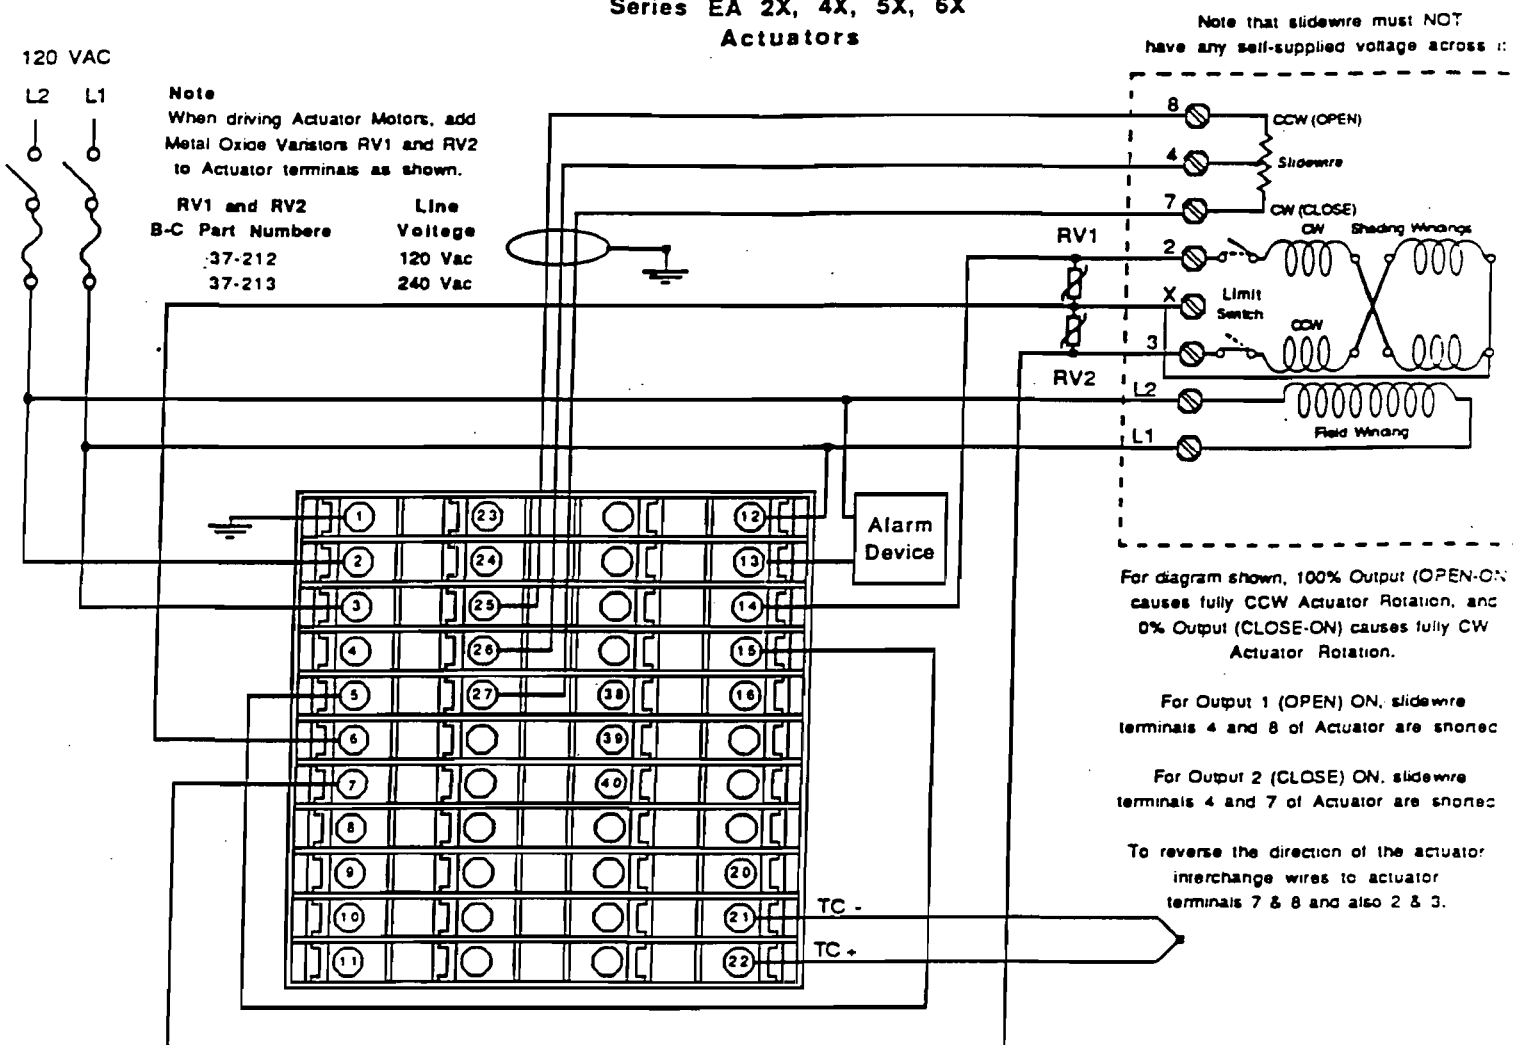 Series EA 2X, 4X, 5X, 6X
Actuators
Note that slidewire must NOT
have any self-supplied voltage across
120 VAC
L2 L1
Note
When driving Actuator Motors, add
Metal Oxide Varistors RV1 and RV2
to Actuator terminals as shown.
RV1 and RV2 Line
B-C Part Numbere Voltege
37-212 120 Vac
37-213 240 Vac
8
CCW (OPEN)
4
Slidewire
7
CW (CLOSE)
RV1
2
CW Shading Windings
X
Limit
Switch
3
CCW
RV2
L2
Field Winding
L1
Alarm
Device
1 23 12
2 24 13
3 25 14
4 26 15
5 27 38 16
6 39
7 40
8
9 20
10 21
11 22
TC -
TC +
For diagram shown, 100% Output (OPEN-ON
causes fully CCW Actuator Rotation, and
0% Output (CLOSE-ON) causes fully CW
Actuator Rotation.
For Output 1 (OPEN) ON, slidewire
terminals 4 and 8 of Actuator are shorted
For Output 2 (CLOSE) ON, slidewire
terminals 4 and 7 of Actuator are shorted
To reverse the direction of the actuator
interchange wires to actuator
terminals 7 & 8 and also 2 & 3.